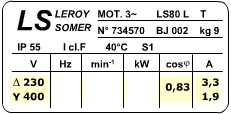 LS LEROY SOMER MOT. 3~ LS80 L T
N° 734570 BJ 002 kg 9
IP 55 I cl.F 40°C S1
V Hz min-¹ kW cosφ A
Δ 230 0,83 3,3
Y 400 1,9